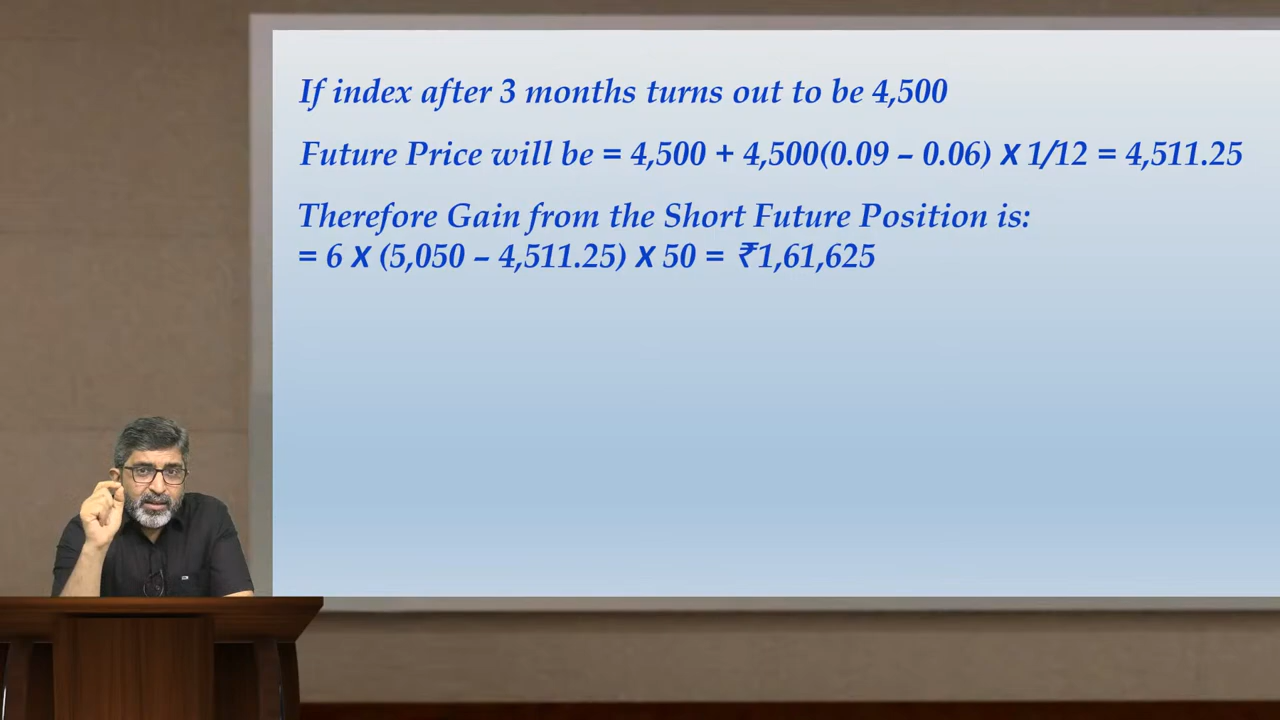 If index after 3 months turns out to be 4,500
Future Price will be = 4,500 + 4,500(0.09 – 0.06) X 1/12 = 4,511.25
Therefore Gain from the Short Future Position is:
= 6 X (5,050 – 4,511.25) X 50 = ₹1,61,625